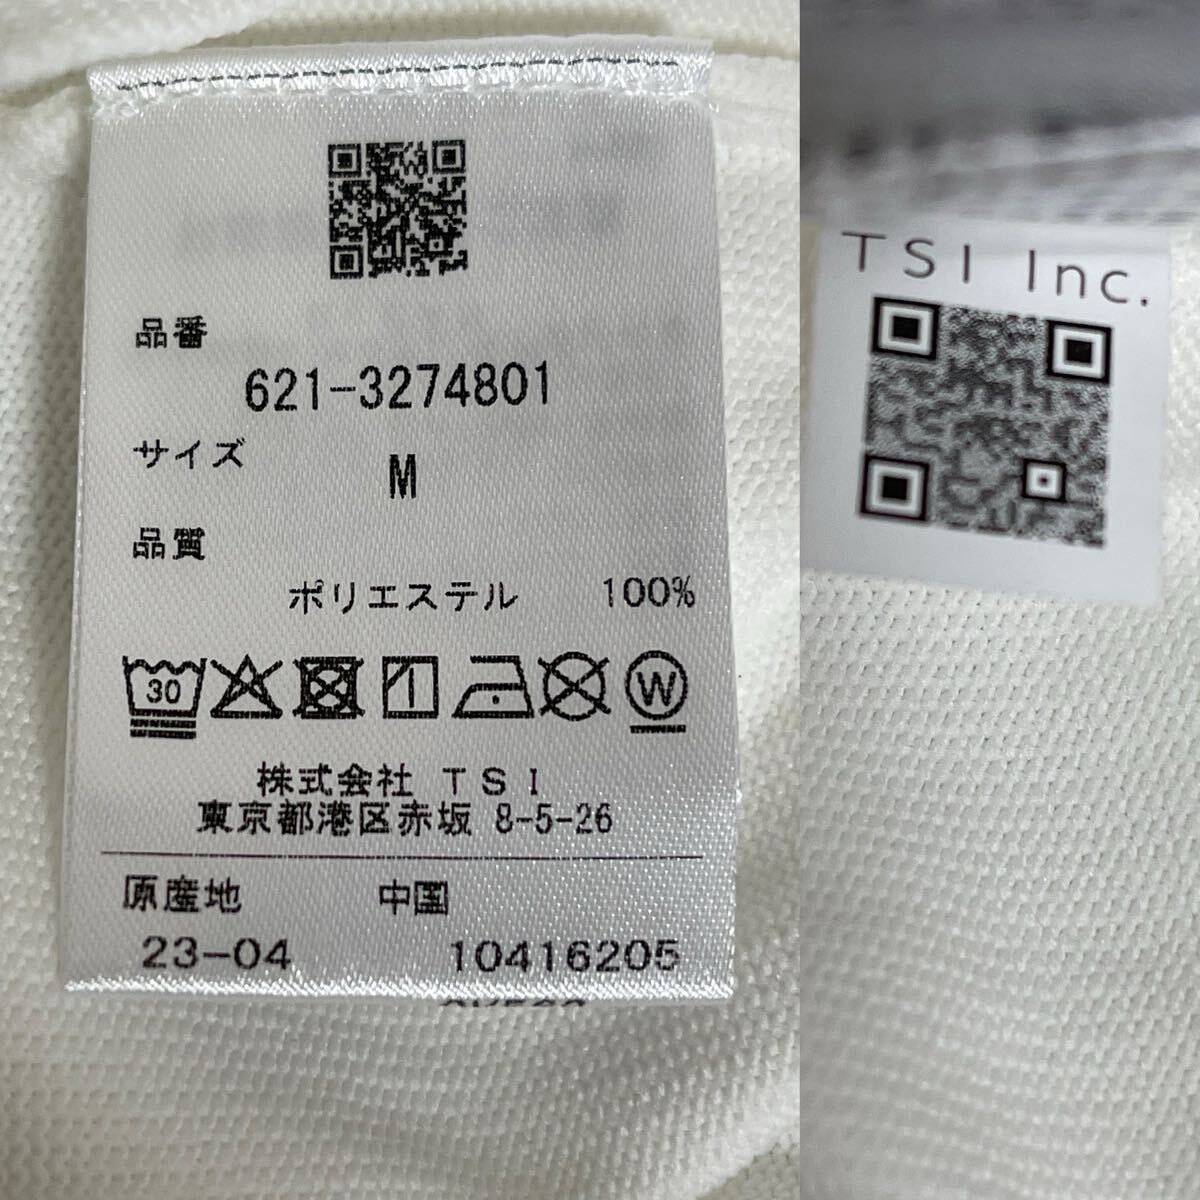 品番
621-3274801
サイズ
M
品質
ポリエステル 100%
30
W
株式会社 TSI
東京都港区赤坂 8-5-26
原産地 中国
23-04 10416205
TSI Inc.